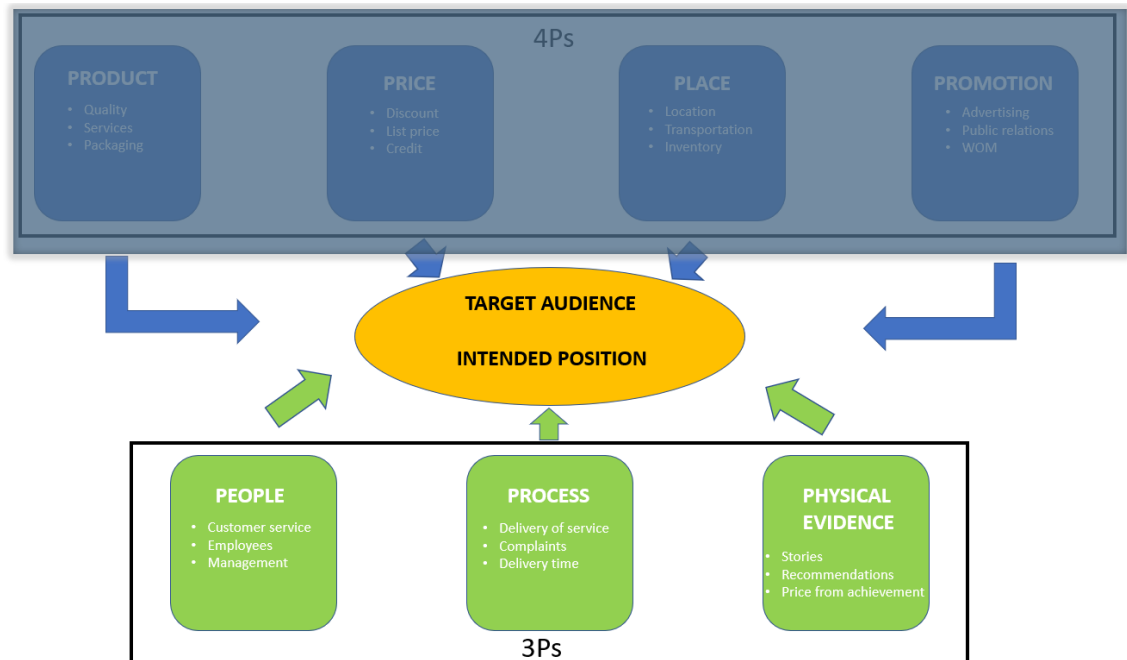 4Ps
PRODUCT
• Quality
• Services
• Packaging
PRICE
• Discount
• List price
• Credit
PLACE
• Location
• Transportation
• Inventory
PROMOTION
• Advertising
• Public relations
• WOM
TARGET AUDIENCE
INTENDED POSITION
PEOPLE
• Customer service
• Employees
• Management
PROCESS
• Delivery of service
• Complaints
• Delivery time
PHYSICAL
EVIDENCE
• Stories
• Recommendations
• Price from achievement
3Ps